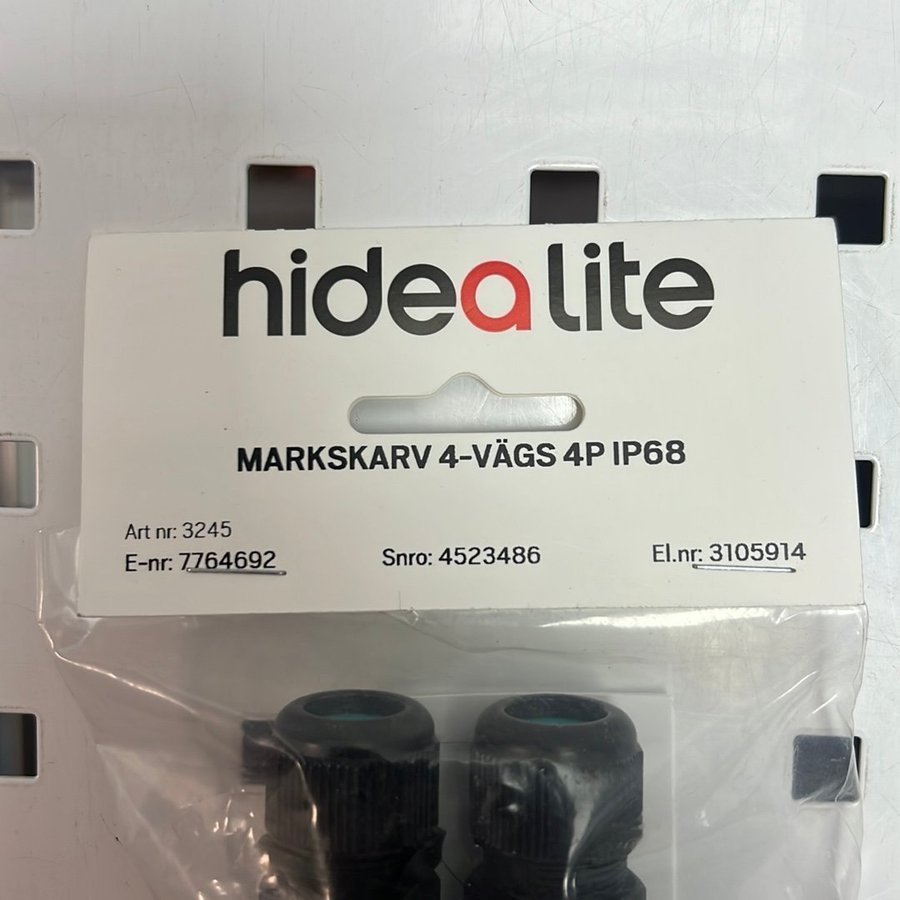 hidealite
MARKSKARV 4-VÄGS 4P IP68
Art nr: 3245
E-nr: 7764692 Snro: 4523486 El.nr: 3105914